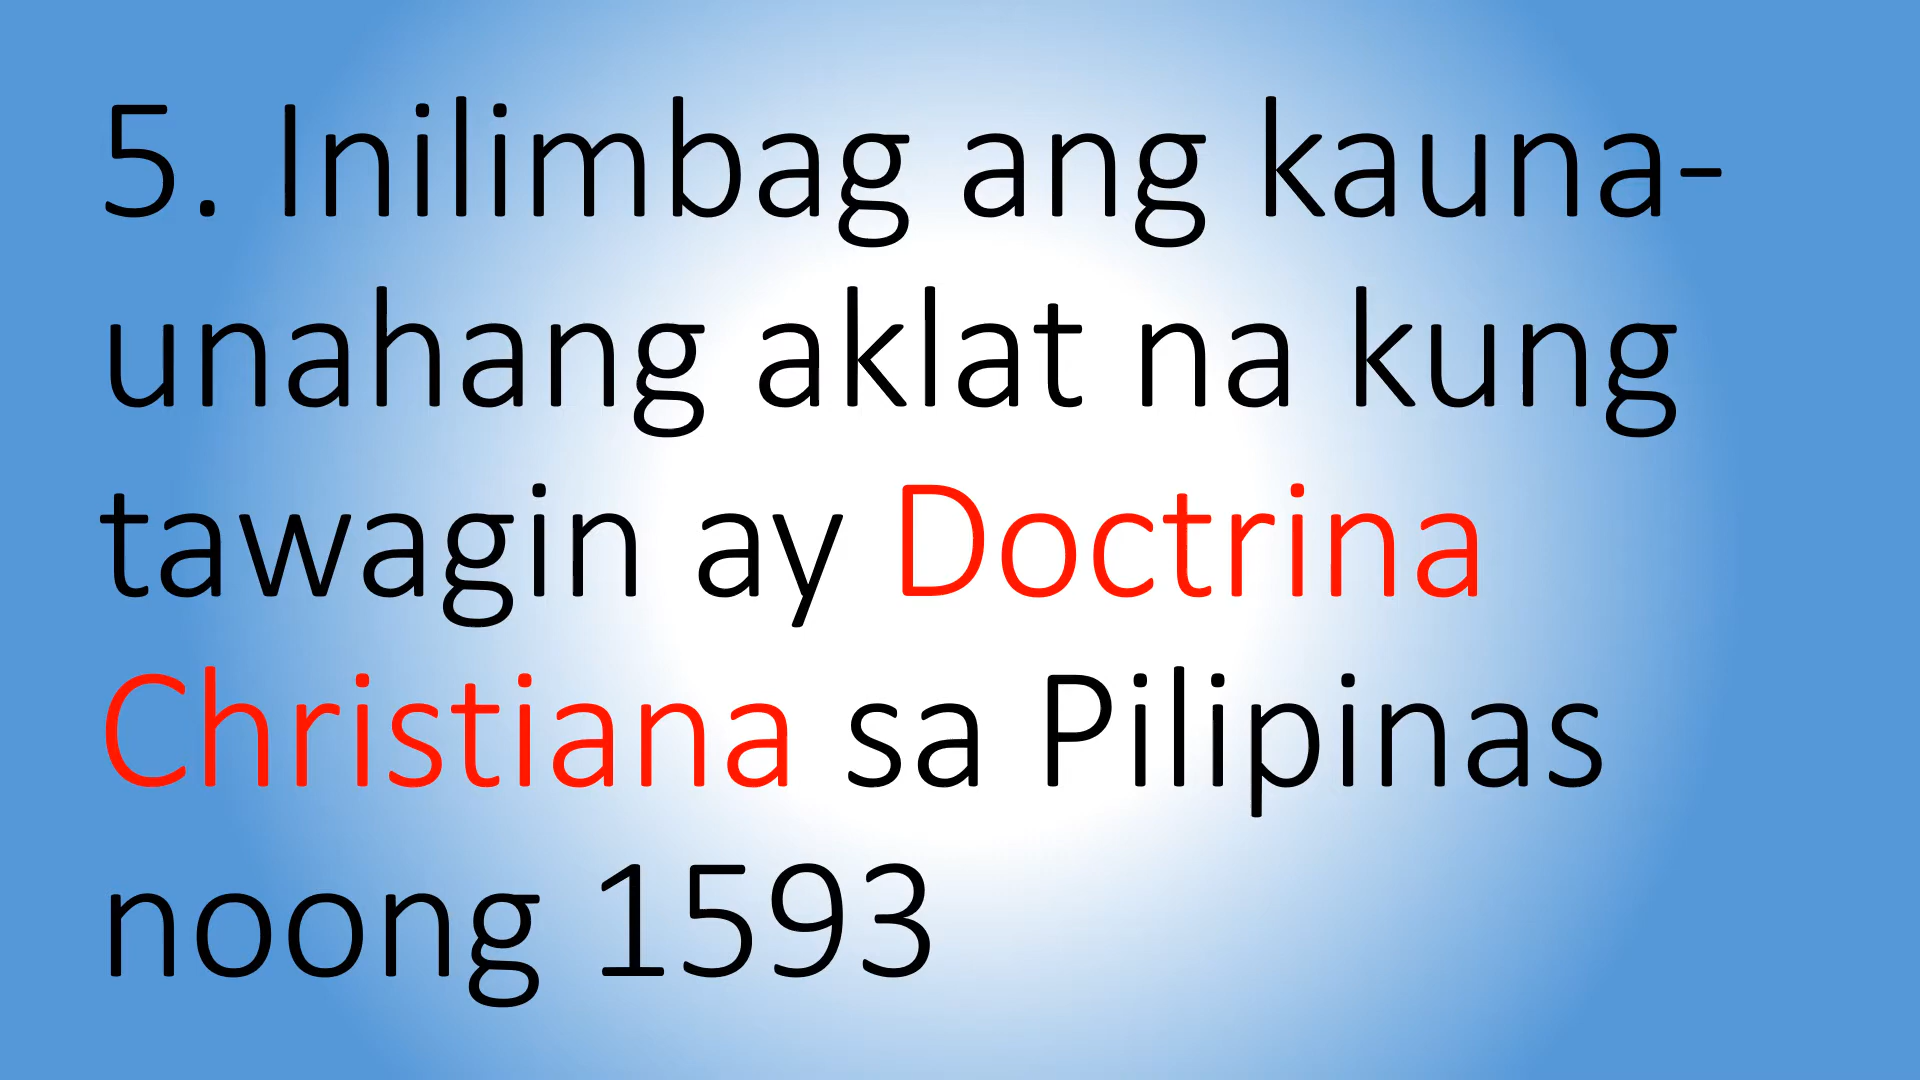 5. Inilimbag ang kauna-
unahang aklat na kung
tawagin ay Doctrina
Christiana sa Pilipinas
noong 1593